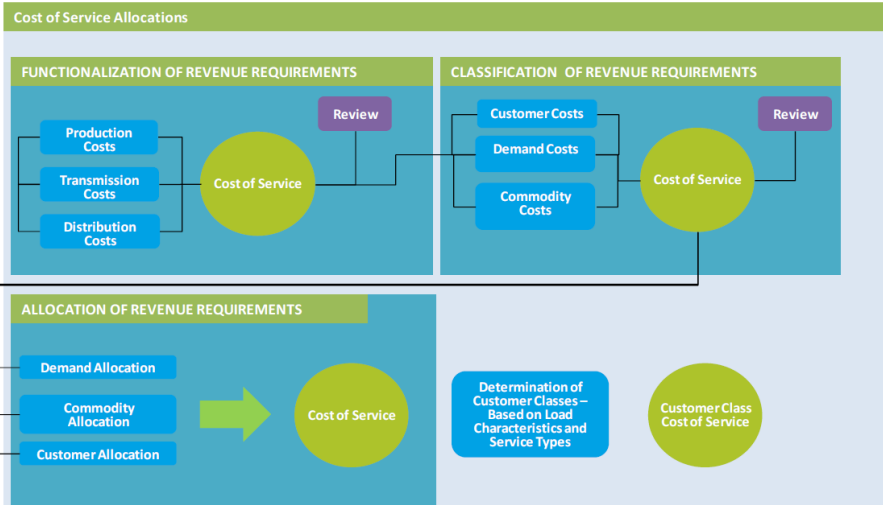 Cost of Service Allocations
FUNCTIONALIZATION OF REVENUE REQUIREMENTS
Review
Production
Costs
Transmission
Costs
Distribution
Costs
Cost of Service
CLASSIFICATION OF REVENUE REQUIREMENTS
Review
Customer Costs
Demand Costs
Commodity
Costs
Cost of Service
ALLOCATION OF REVENUE REQUIREMENTS
Demand Allocation
Commodity
Allocation
Customer Allocation
Cost of Service
Determination of
Customer Classes –
Based on Load
Characteristics and
Service Types
Customer Class
Cost of Service